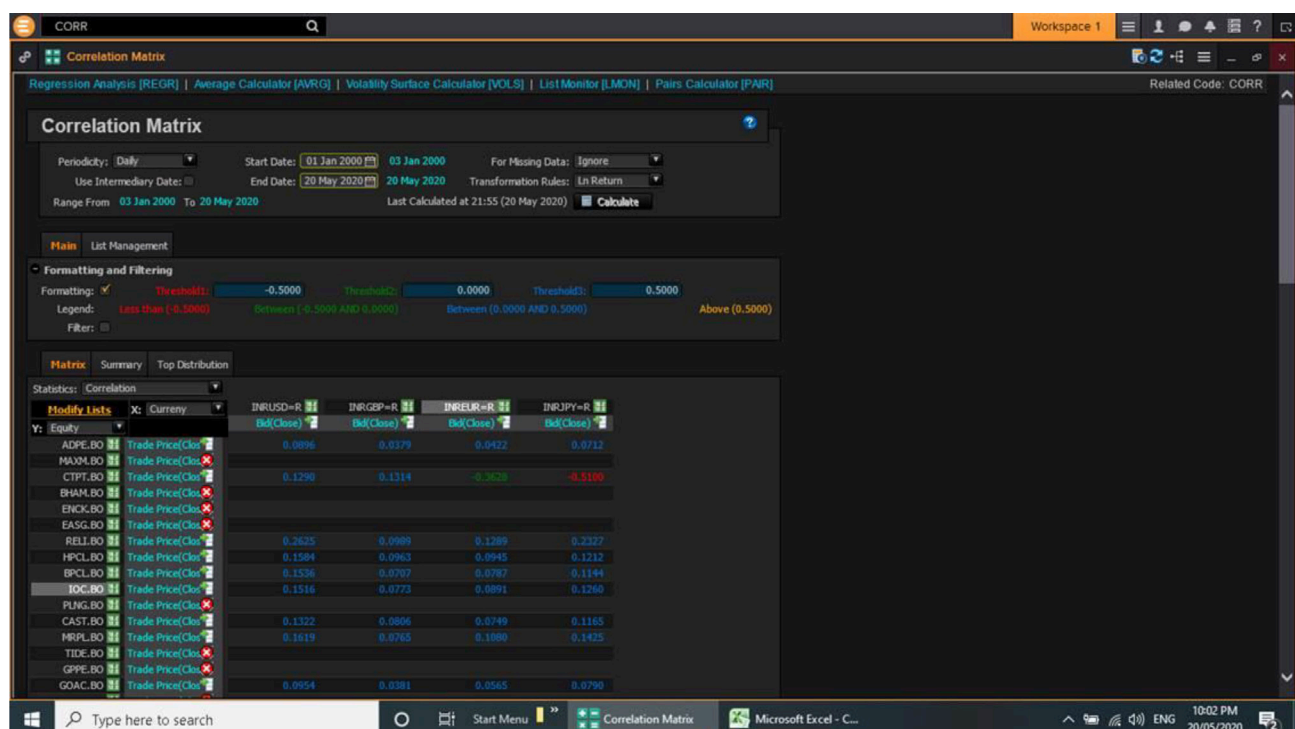 CORR Workspace 1 ?
Correlation Matrix
Regression Analysis [REGR] | Average Calculator [AVRG] | Volatility Surface Calculator [VOLS] | List Monitor [LMON] | Pairs Calculator [PAIR] Related Code: CORR
Correlation Matrix ?
Periodicity: Daily Start Date: 01 Jan 2000 03 Jan 2000 For Missing Data: Ignore
Use Intermediary Date: End Date: 20 May 2020 20 May 2020 Transformation Rules: Ln Return
Range From 03 Jan 2000 To 20 May 2020 Last Calculated at 21:55 (20 May 2020) Calculate
Main List Management
Formatting and Filtering
Formatting: Threshold1: -0.5000 Threshold2: 0.0000 Threshold3: 0.5000
Legend: Less than (-0.5000) Between (-0.5000 AND 0.0000) Between (0.0000 AND 0.5000) Above (0.5000)
Filter:
Matrix Summary Top Distribution
Statistics: Correlation
Modify Lists X: Curreny INRUSD=R INRGBP=R INREUR=R INRJPY=R
Y: Equity Bid(Close) Bid(Close) Bid(Close) Bid(Close)
ADPE.BO Trade Price(Clos 0.0896 0.0379 0.0422 0.0712
MAXM.BO Trade Price(Clos
CTPT.BO Trade Price(Clos 0.1290 0.1314 -0.3628 -0.5100
BHAM.BO Trade Price(Clos
ENCK.BO Trade Price(Clos
EASG.BO Trade Price(Clos
RELI.BO Trade Price(Clos 0.2625 0.0989 0.1289 0.2327
HPCL.BO Trade Price(Clos 0.1584 0.0963 0.0945 0.1212
BPCL.BO Trade Price(Clos 0.1536 0.0707 0.0787 0.1144
IOC.BO Trade Price(Clos 0.1516 0.0773 0.0891 0.1260
PLNG.BO Trade Price(Clos
CAST.BO Trade Price(Clos 0.1322 0.0806 0.0749 0.1165
MRPL.BO Trade Price(Clos 0.1619 0.0765 0.1080 0.1425
TIDE.BO Trade Price(Clos
GPPE.BO Trade Price(Clos
GOAC.BO Trade Price(Clos 0.0954 0.0381 0.0565 0.0790
Type here to search Start Menu » Correlation Matrix Microsoft Excel - C... ENG 10:02 PM
20/05/2020